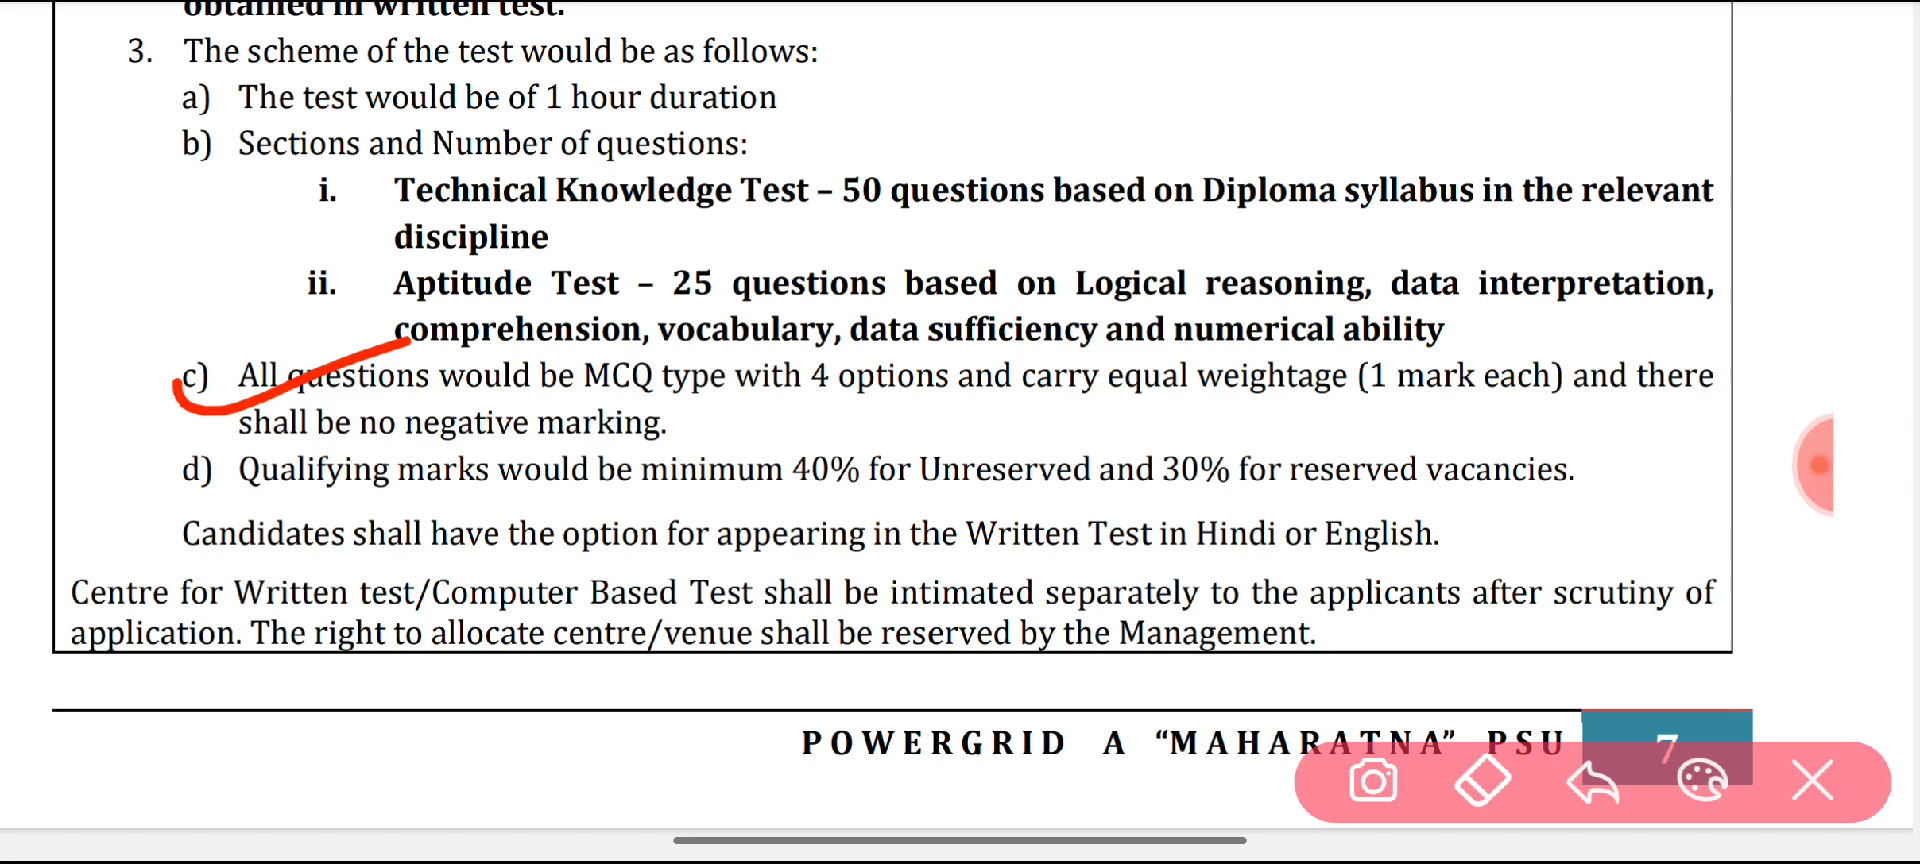 obtained in written test.
3. The scheme of the test would be as follows:
a) The test would be of 1 hour duration
b) Sections and Number of questions:
i. Technical Knowledge Test – 50 questions based on Diploma syllabus in the relevant
discipline
ii. Aptitude Test – 25 questions based on Logical reasoning, data interpretation,
comprehension, vocabulary, data sufficiency and numerical ability
c) All questions would be MCQ type with 4 options and carry equal weightage (1 mark each) and there
shall be no negative marking.
d) Qualifying marks would be minimum 40% for Unreserved and 30% for reserved vacancies.
Candidates shall have the option for appearing in the Written Test in Hindi or English.
Centre for Written test/Computer Based Test shall be intimated separately to the applicants after scrutiny of
application. The right to allocate centre/venue shall be reserved by the Management.
POWERGRID A “MAHARATNA” PSU 7